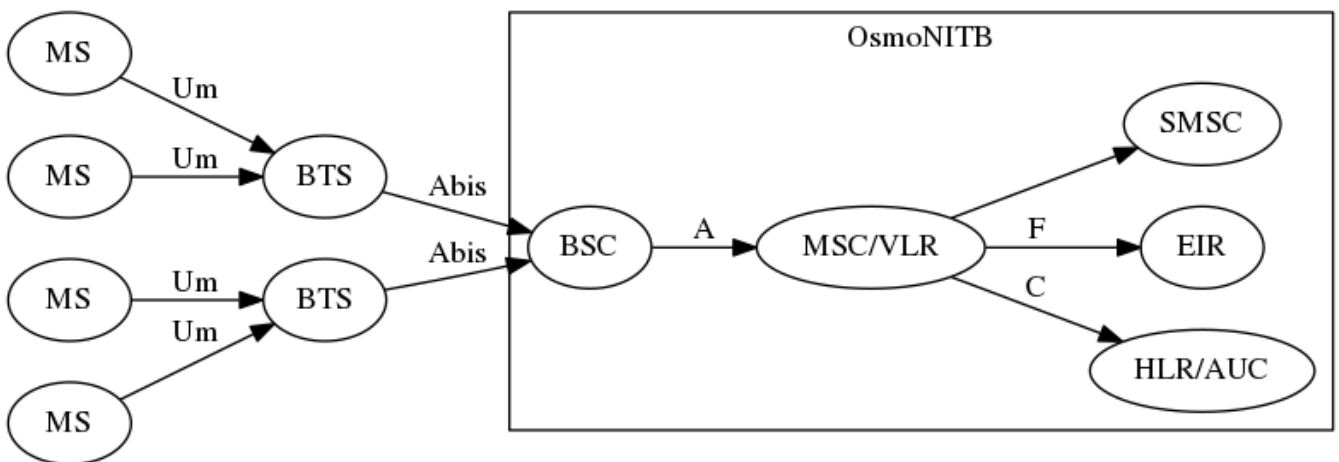 OsmoNITB
MS
Um
MS
Um
BTS
Abis
MS
Um
BTS
Abis
MS
Um
BSC
A
MSC/VLR
SMSC
F
EIR
C
HLR/AUC